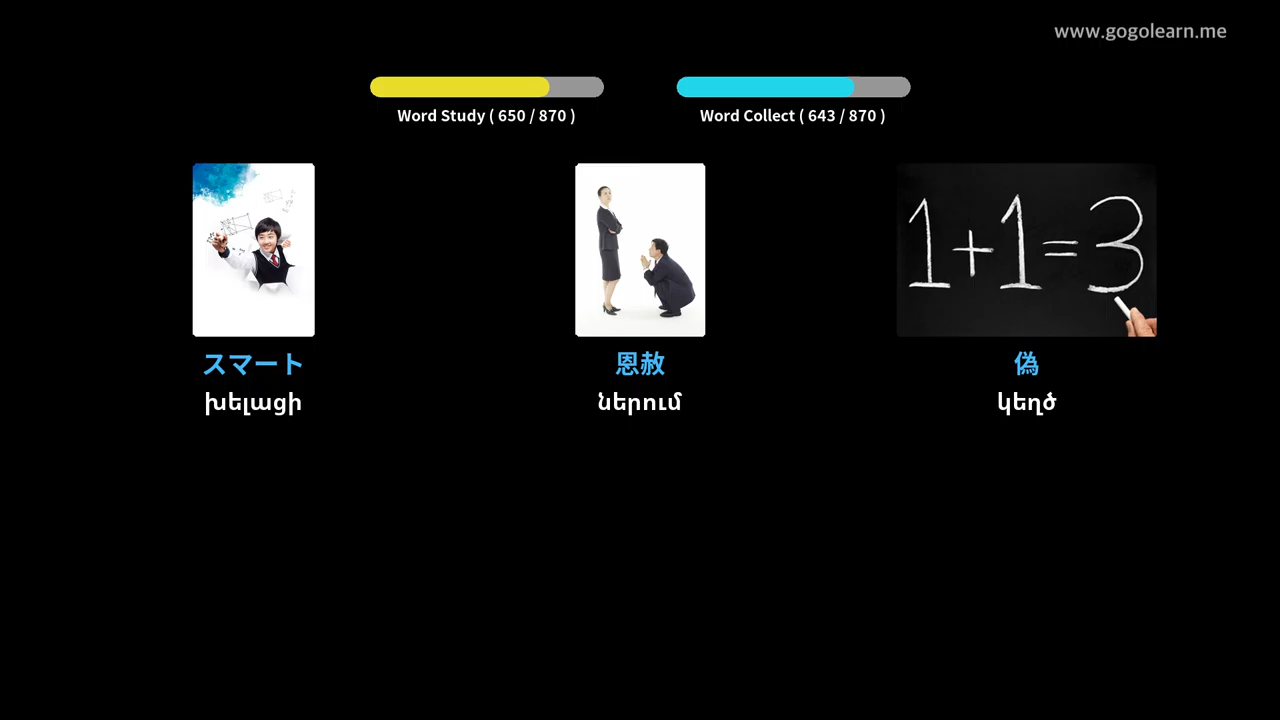 www.gogolearn.me
Word Study ( 650 / 870 )
Word Collect ( 643 / 870 )
1+1=3
スマート
恩赦
偽
խելացի
ներում
կեղծ